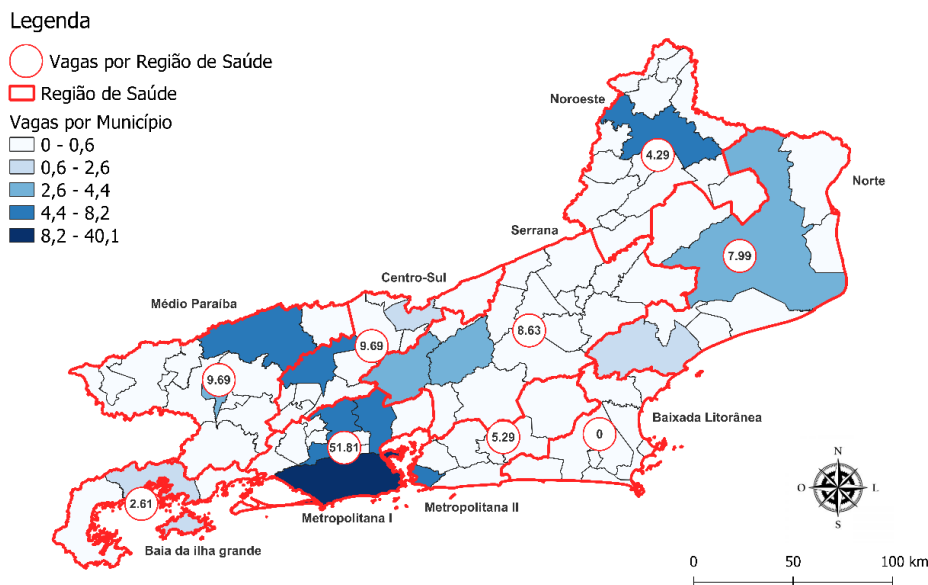 Legenda
Vagas por Região de Saúde
Região de Saúde
Vagas por Município
0 - 0,6
0,6 - 2,6
2,6 - 4,4
4,4 - 8,2
8,2 - 40,1
Noroeste
4.29
Norte
Serrana
7.99
Centro-Sul
Médio Paraíba
8.63
9.69
9.69
Baixada Litorânea
0
5.29
51.81
N
O
L
S
2.61
Metropolitana II
Metropolitana I
Baia da ilha grande
0 50 100 km